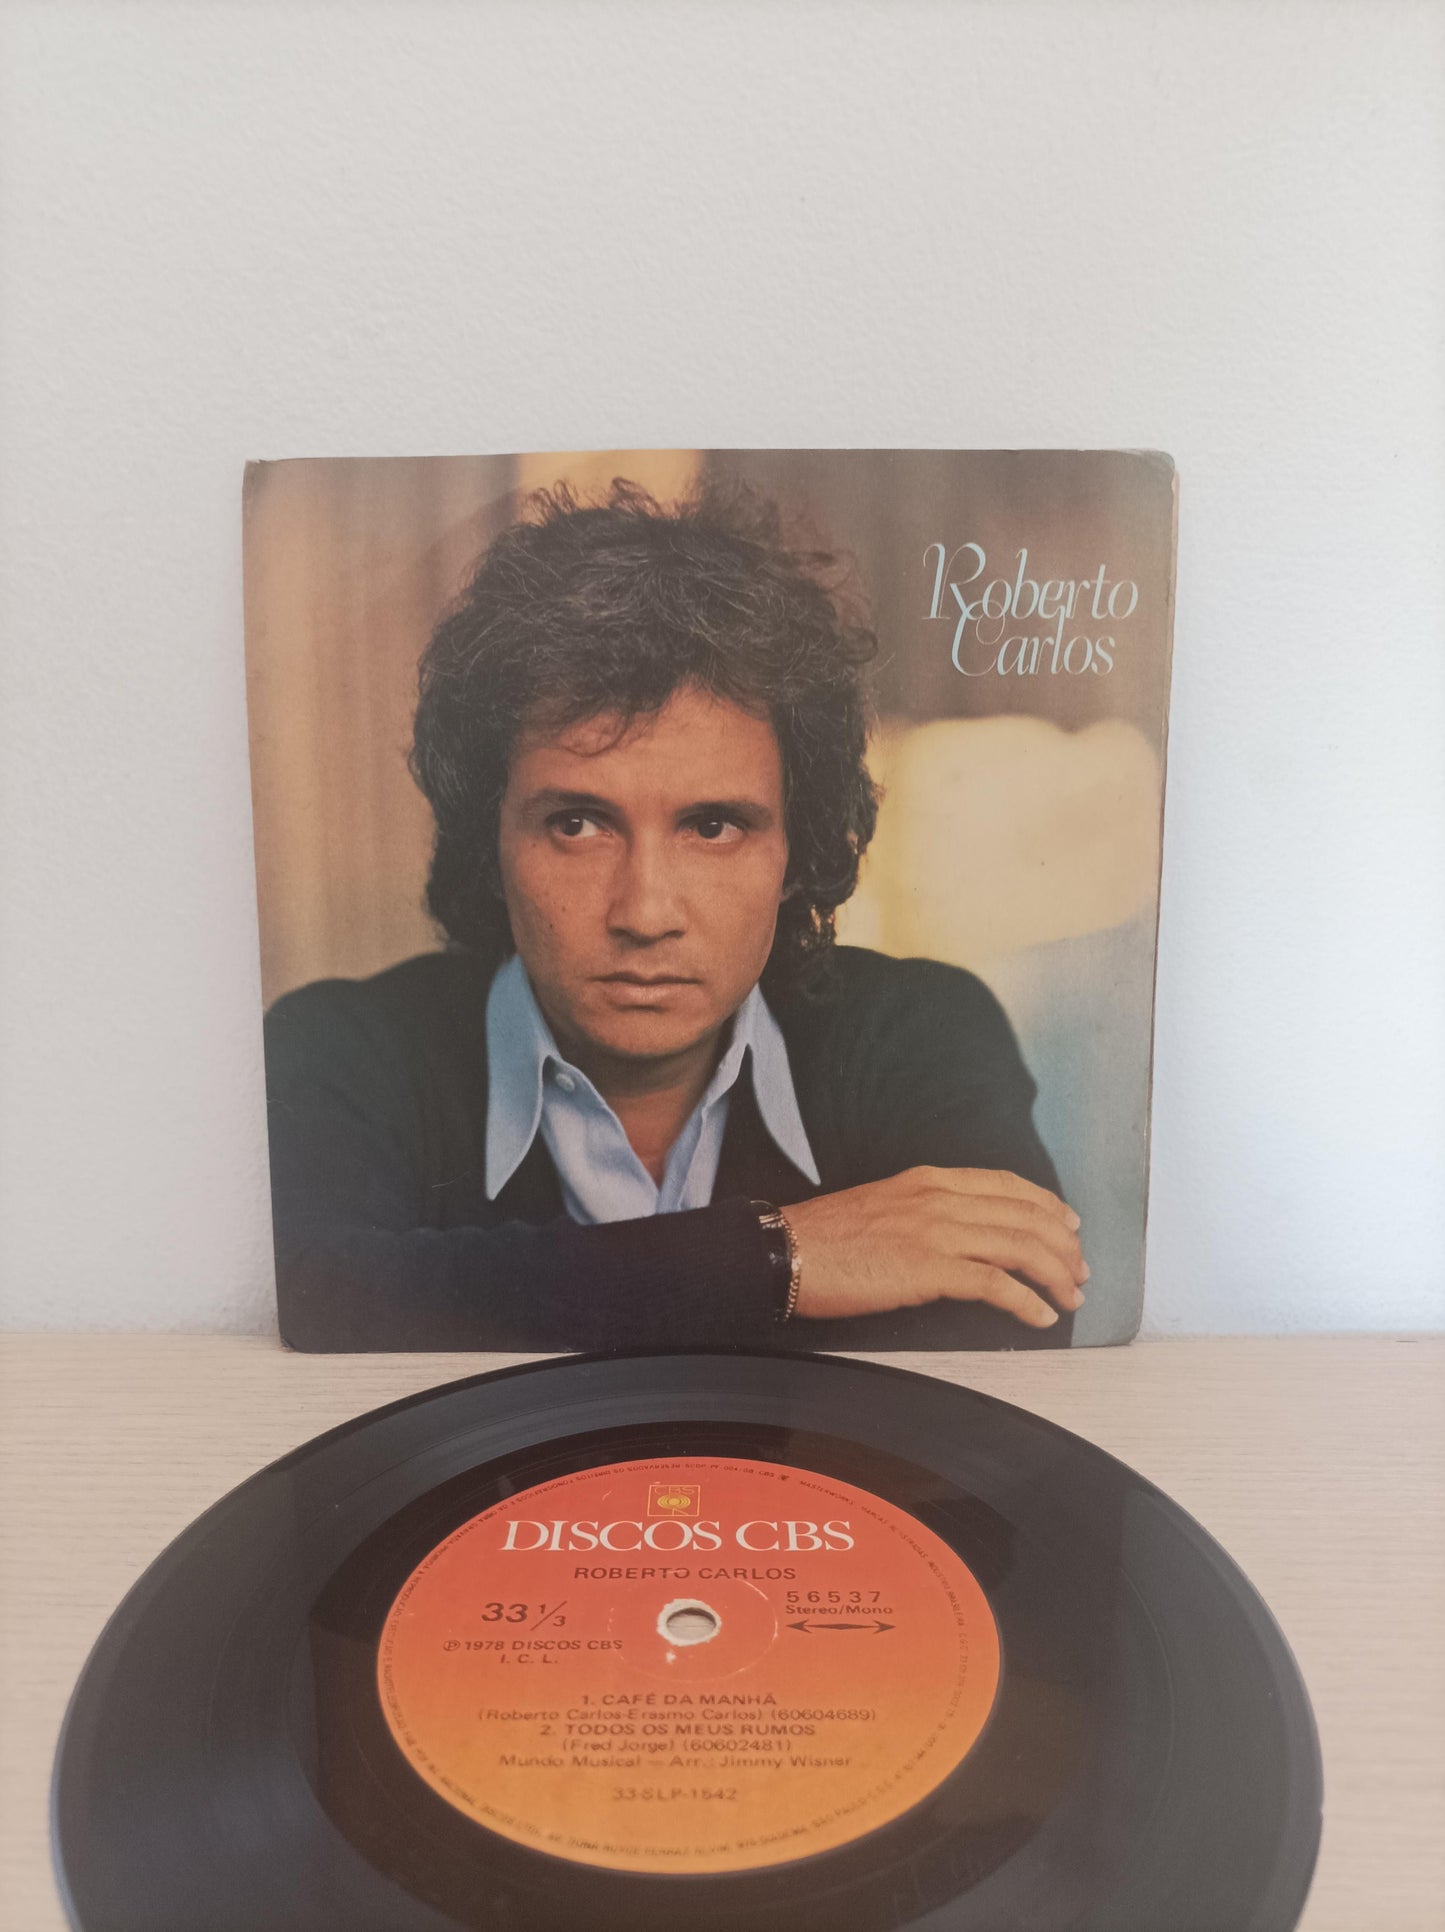 Roberto
Carlos
CBS
DISCOS CBS
ROBERTO CARLOS
33 1/3
56537
Stereo/Mono
℗ 1978 DISCOS CBS
I. C. L.
1. CAFÉ DA MANHÃ
(Roberto Carlos-Erasmo Carlos) (60604689)
2. TODOS OS MEUS RUMOS
(Fred Jorge) (60602481)
Mundo Musical — Arr.: Jimmy Wisner
33-SLP-1542